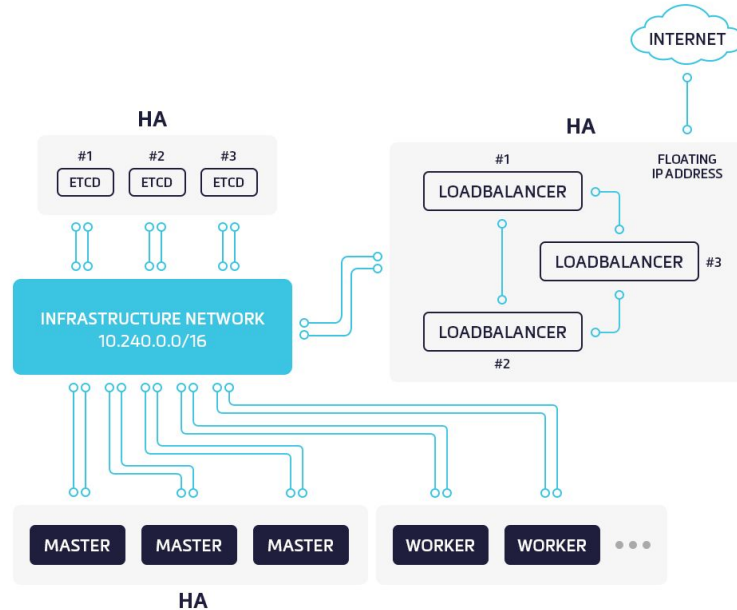 INTERNET
HA
#1 #2 #3
ETCD ETCD ETCD
HA
FLOATING
IP ADDRESS
#1
LOADBALANCER
LOADBALANCER #3
LOADBALANCER
#2
INFRASTRUCTURE NETWORK
10.240.0.0/16
MASTER MASTER MASTER
WORKER WORKER
HA